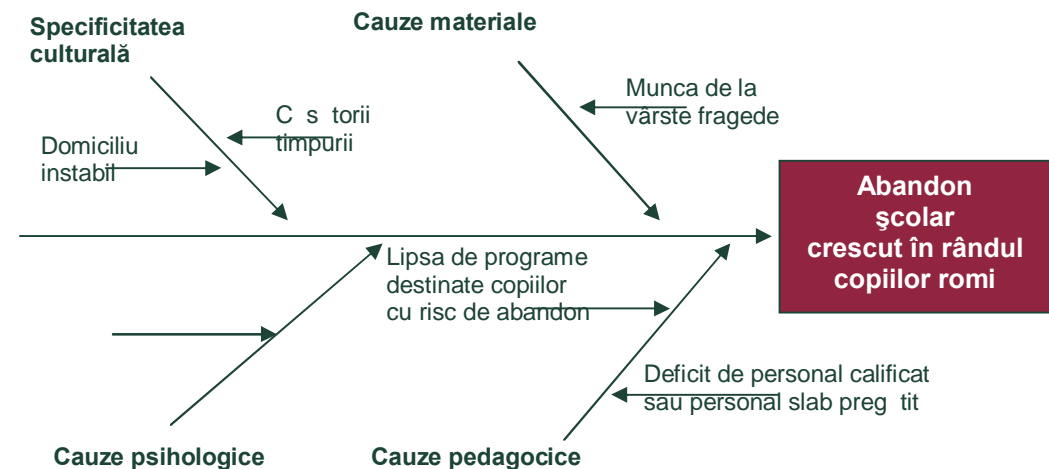 Specificitatea
culturală
Cauze materiale
Munca de la
vârste fragede
C s torii
timpurii
Domiciliu
instabil
Abandon
şcolar
crescut în rândul
copiilor romi
Lipsa de programe
destinate copiilor
cu risc de abandon
Deficit de personal calificat
sau personal slab preg tit
Cauze psihologice
Cauze pedagocice